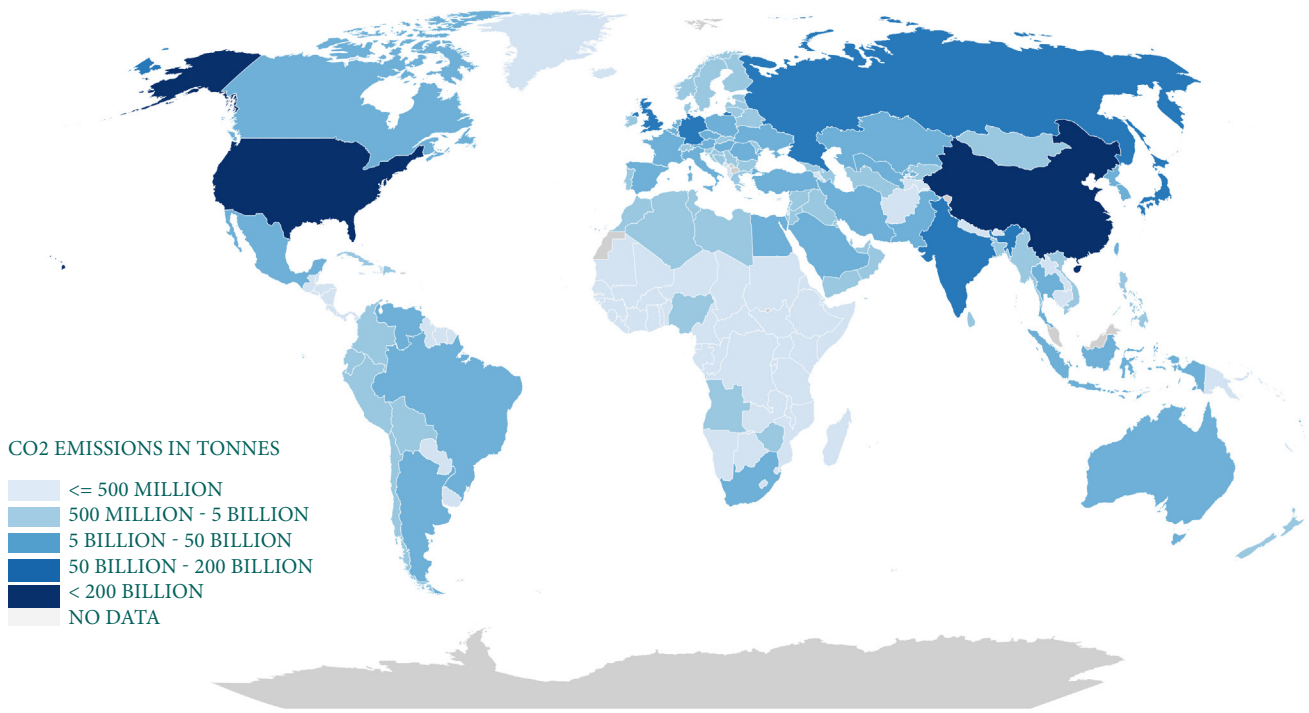 CO2 EMISSIONS IN TONNES
<= 500 MILLION
500 MILLION - 5 BILLION
5 BILLION - 50 BILLION
50 BILLION - 200 BILLION
< 200 BILLION
NO DATA